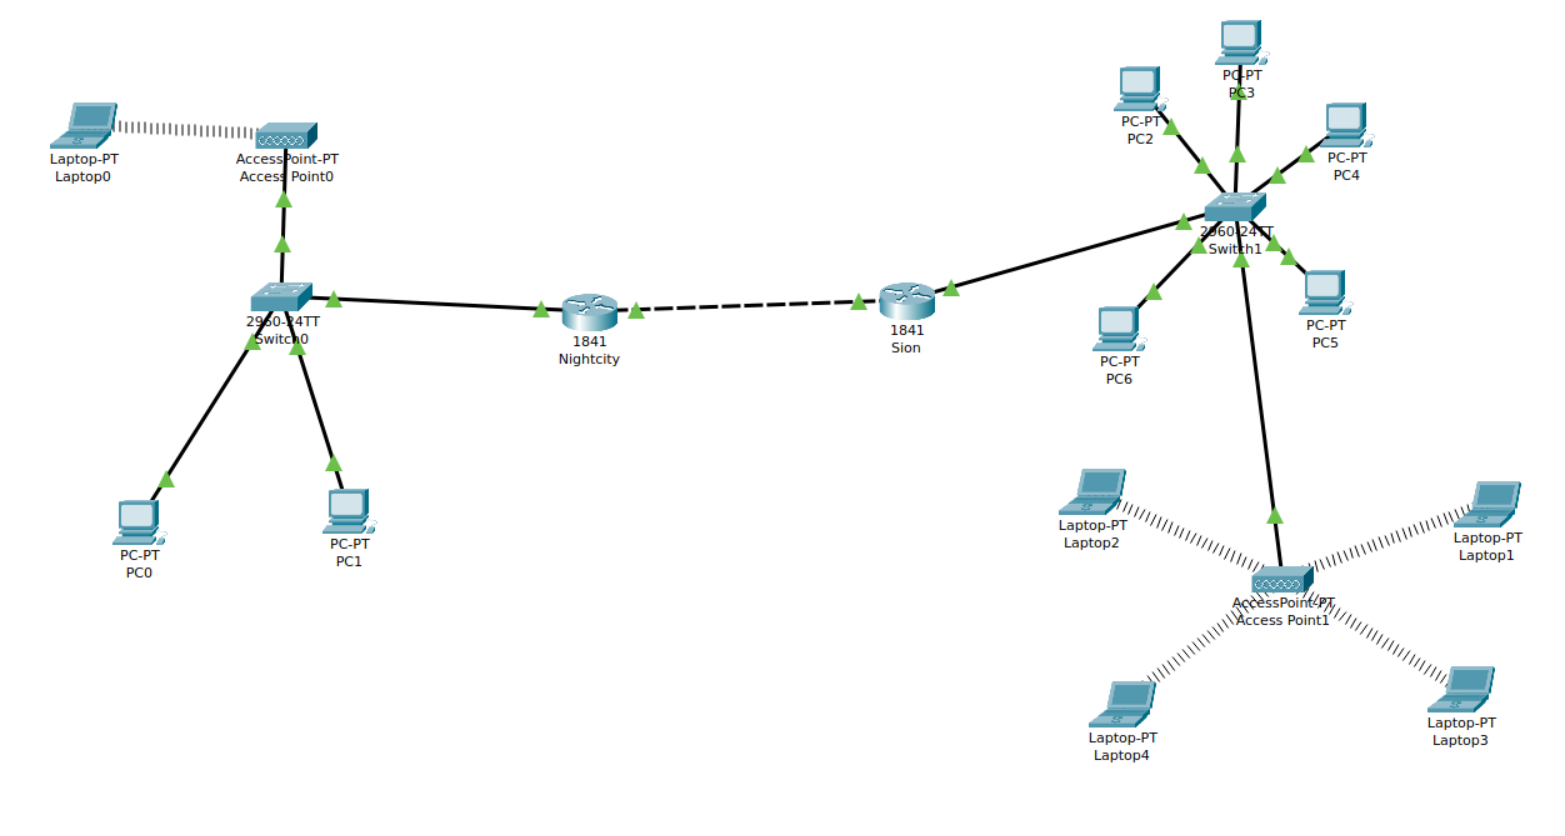 PC-PT
PC3
PC-PT
PC2
PC-PT
PC4
Laptop-PT
Laptop0
AccessPoint-PT
Access Point0
2960-24TT
Switch1
2950-24TT
Switch0
1841
Nightcity
1841
Sion
PC-PT
PC5
PC-PT
PC6
PC-PT
PC0
PC-PT
PC1
Laptop-PT
Laptop2
Laptop-PT
Laptop1
AccessPoint-PT
Access Point1
Laptop-PT
Laptop4
Laptop-PT
Laptop3